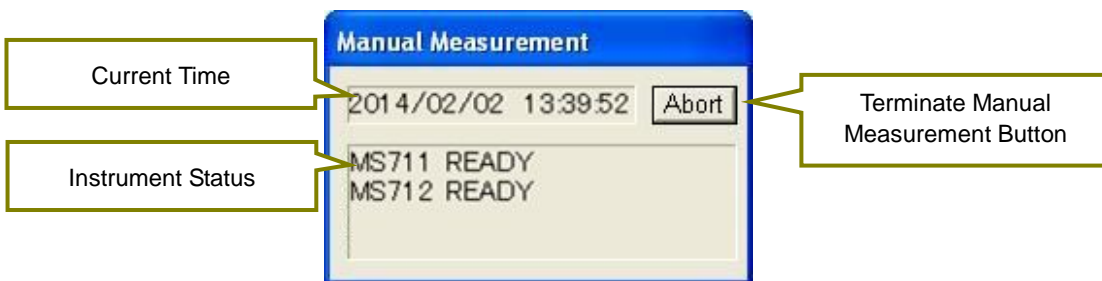 Manual Measurement
Current Time
2014/02/02 13:39:52
Abort
Terminate Manual
Measurement Button
Instrument Status
MS711 READY
MS712 READY